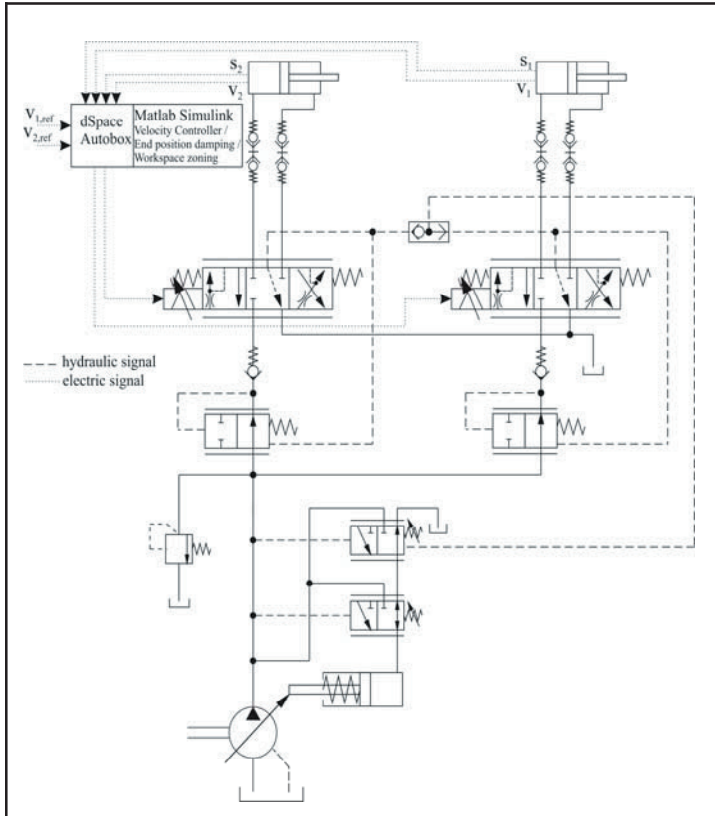 S2
V2
S1
V1
V1,ref
V2,ref
dSpace
Autobox
Matlab Simulink
Velocity Controller /
End position damping /
Workspace zoning
hydraulic signal
electric signal